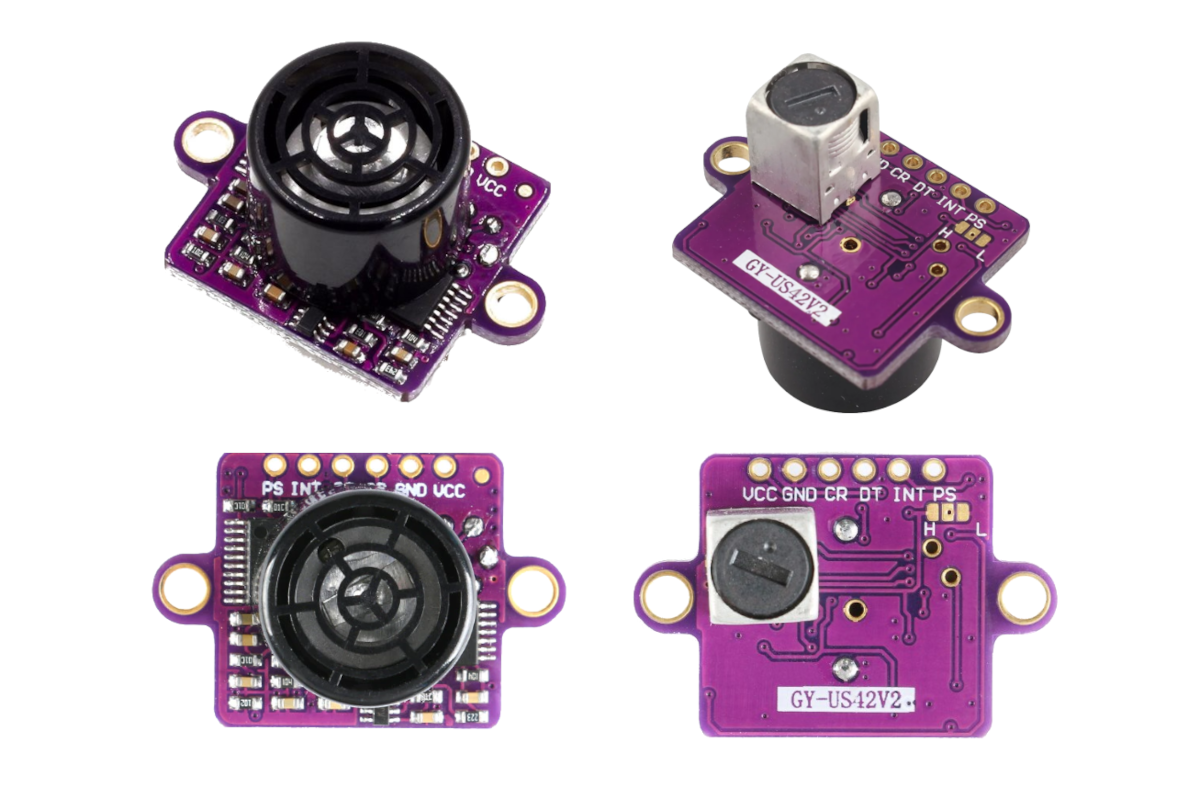 VCC
CR DT INT PS
H
L
GY-US42V2
PS INT GND VCC
VCC GND CR DT INT PS
H L
GY-US42V2